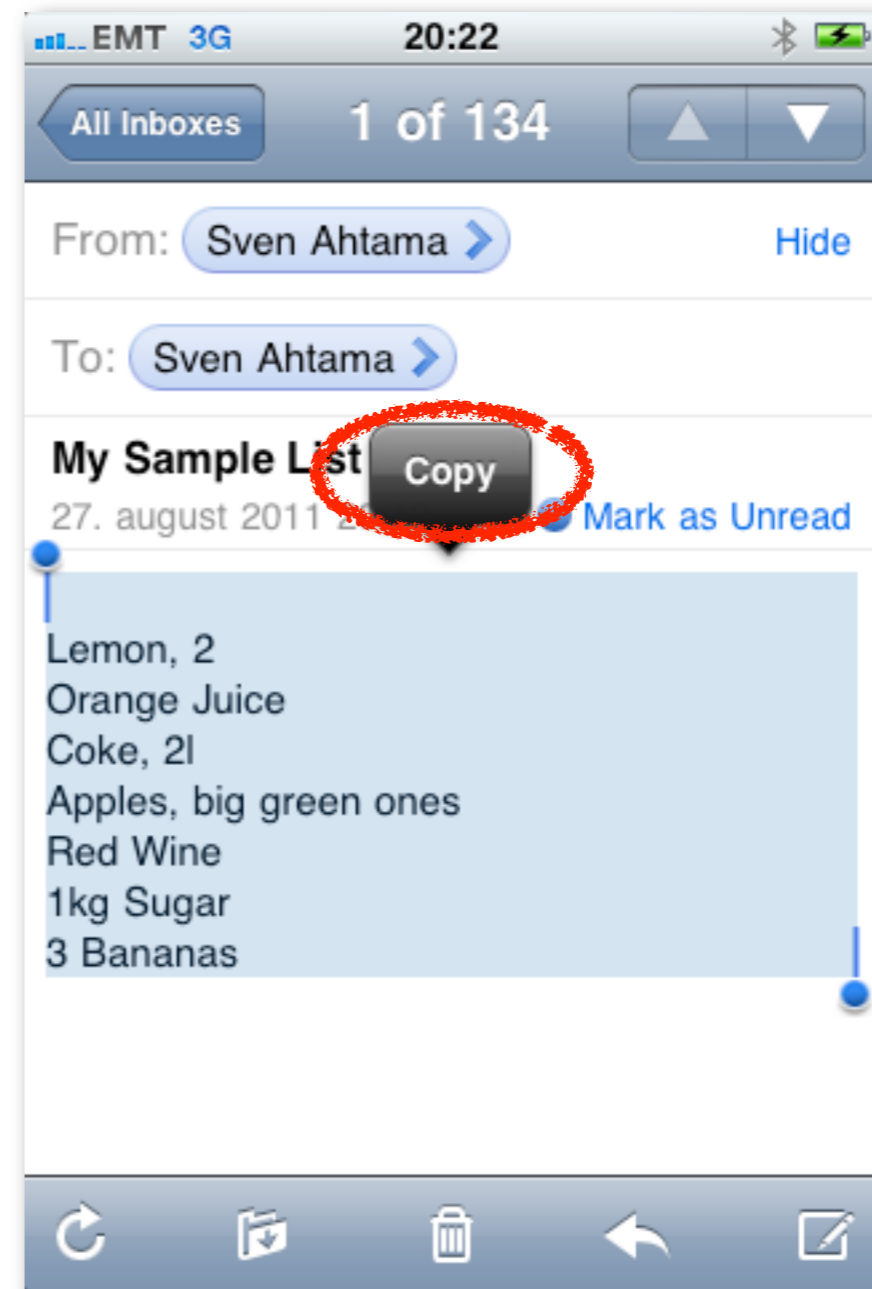 EMT 3G 20:22
All Inboxes 1 of 134
From: Sven Ahtama Hide
To: Sven Ahtama
My Sample List
Copy
27. august 2011 Mark as Unread
Lemon, 2
Orange Juice
Coke, 2l
Apples, big green ones
Red Wine
1kg Sugar
3 Bananas